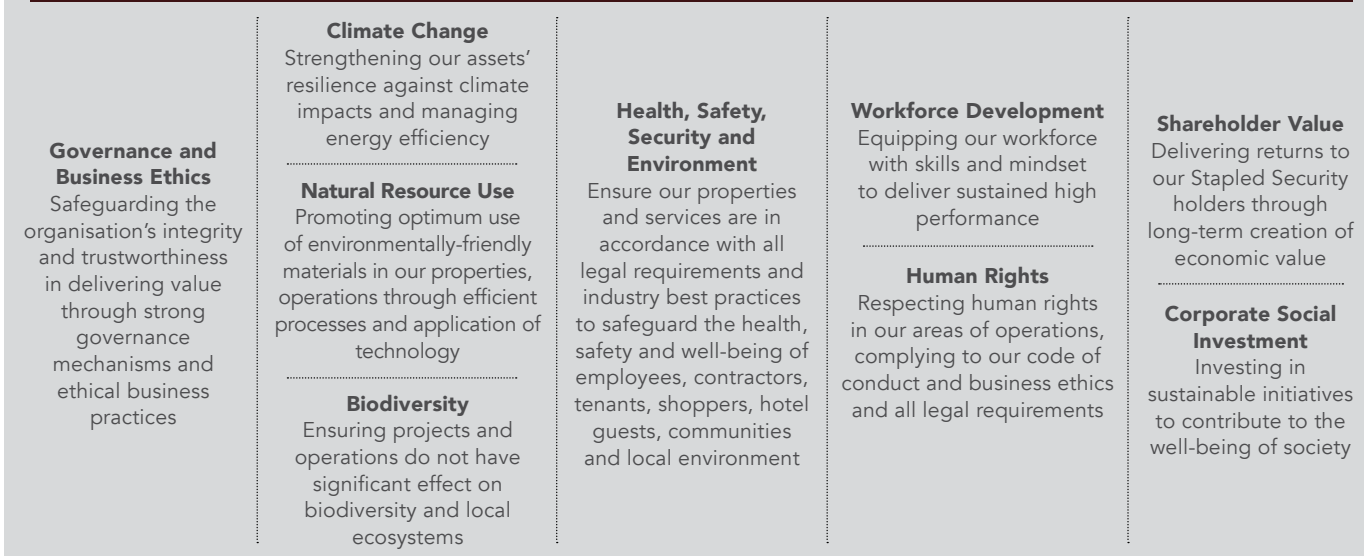 Governance and
Business Ethics
Safeguarding the
organisation's integrity
and trustworthiness
in delivering value
through strong
governance
mechanisms and
ethical business
practices
Climate Change
Strengthening our assets'
resilience against climate
impacts and managing
energy efficiency
Natural Resource Use
Promoting optimum use
of environmentally-friendly
materials in our properties,
operations through efficient
processes and application of
technology
Biodiversity
Ensuring projects and
operations do not have
significant effect on
biodiversity and local
ecosystems
Health, Safety,
Security and
Environment
Ensure our properties
and services are in
accordance with all
legal requirements and
industry best practices
to safeguard the health,
safety and well-being of
employees, contractors,
tenants, shoppers, hotel
guests, communities
and local environment
Workforce Development
Equipping our workforce
with skills and mindset
to deliver sustained high
performance
Human Rights
Respecting human rights
in our areas of operations,
complying to our code of
conduct and business ethics
and all legal requirements
Shareholder Value
Delivering returns to
our Stapled Security
holders through
long-term creation of
economic value
Corporate Social
Investment
Investing in
sustainable initiatives
to contribute to the
well-being of society